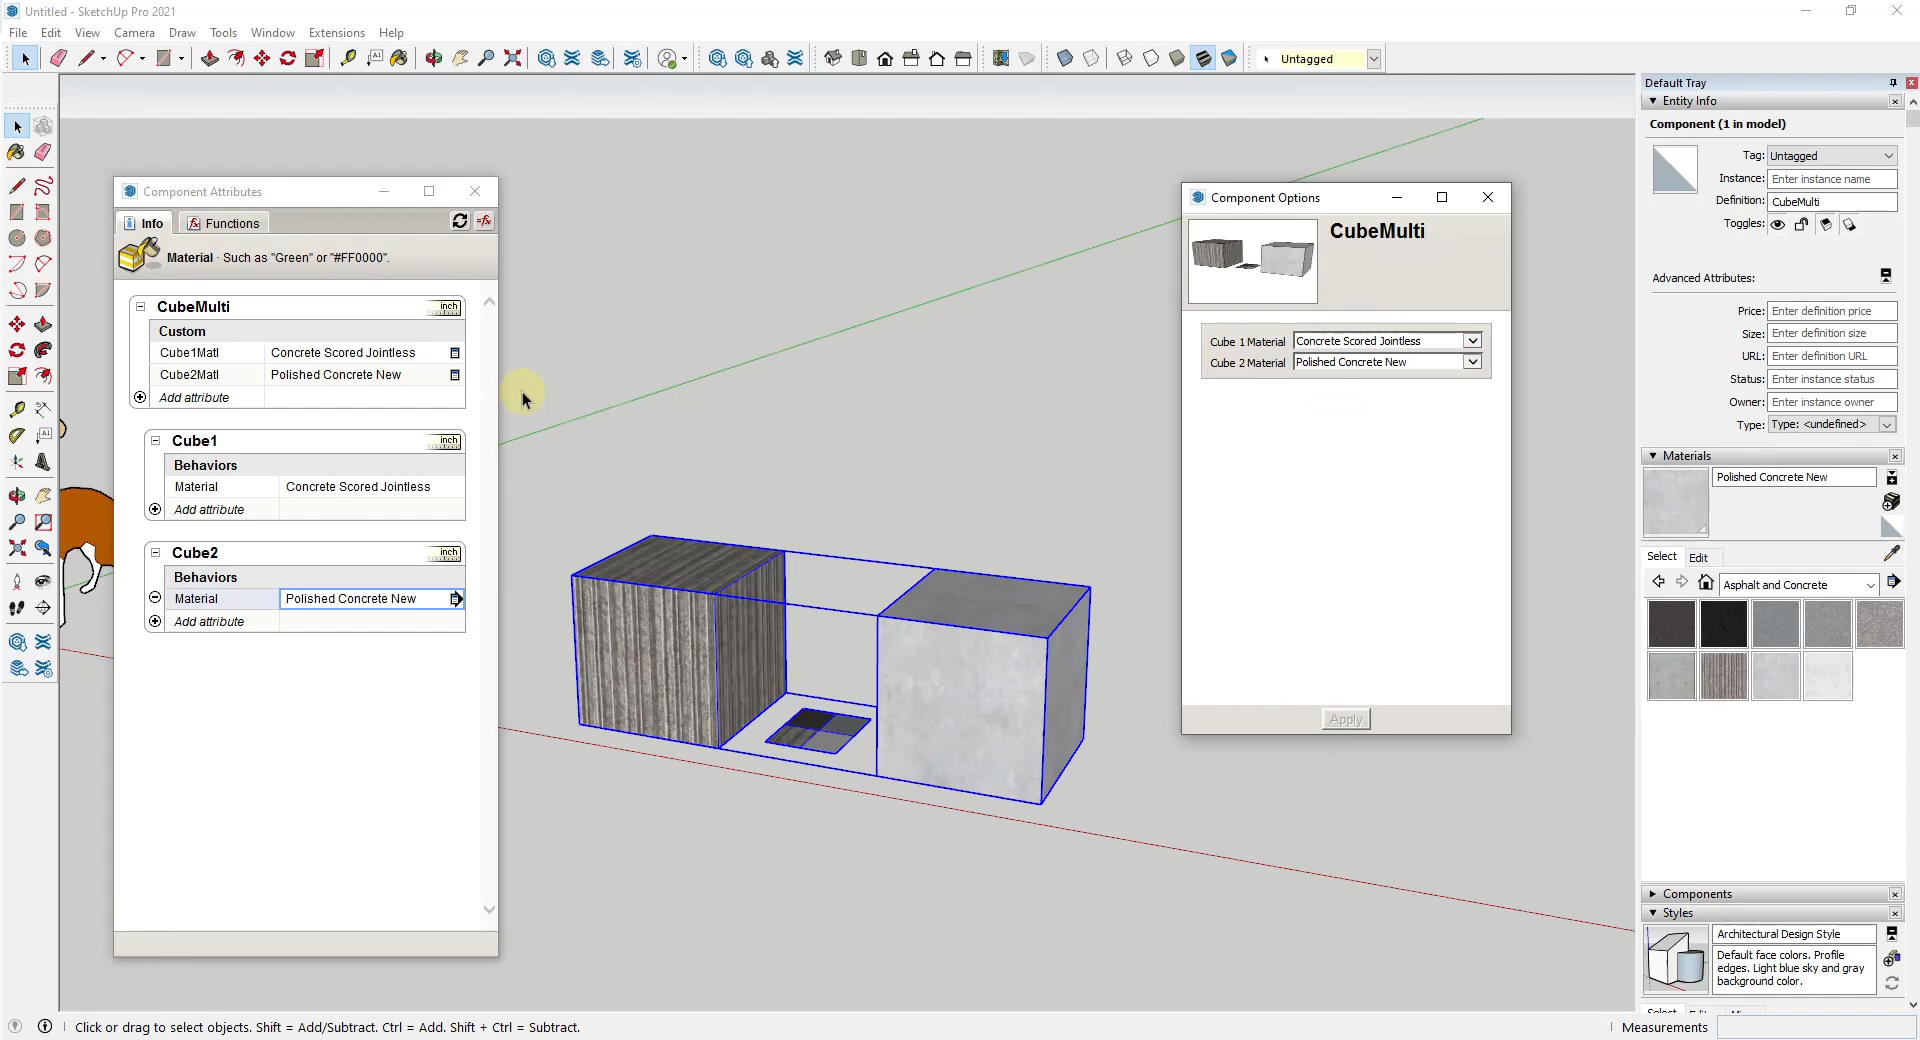 Untitled - SketchUp Pro 2021
File Edit View Camera Draw Tools Window Extensions Help
Untagged
Component Attributes
Info Functions
Material - Such as "Green" or "#FF0000".
CubeMulti inch
Custom
Cube1Matl Concrete Scored Jointless
Cube2Matl Polished Concrete New
Add attribute
Cube1 inch
Behaviors
Material Concrete Scored Jointless
Add attribute
Cube2 inch
Behaviors
Material Polished Concrete New
Add attribute
Component Options
CubeMulti
Cube 1 Material Concrete Scored Jointless
Cube 2 Material Polished Concrete New
Apply
Default Tray
Entity Info
Component (1 in model)
Tag: Untagged
Instance: Enter instance name
Definition: CubeMulti
Toggles:
Advanced Attributes:
Price: Enter definition price
Size: Enter definition size
URL: Enter definition URL
Status: Enter instance status
Owner: Enter instance owner
Type: Type: <undefined>
Materials
Polished Concrete New
Select Edit
Asphalt and Concrete
Components
Styles
Architectural Design Style
Default face colors. Profile
edges. Light blue sky and gray
background color.
Click or drag to select objects. Shift = Add/Subtract. Ctrl = Add. Shift + Ctrl = Subtract.
Measurements